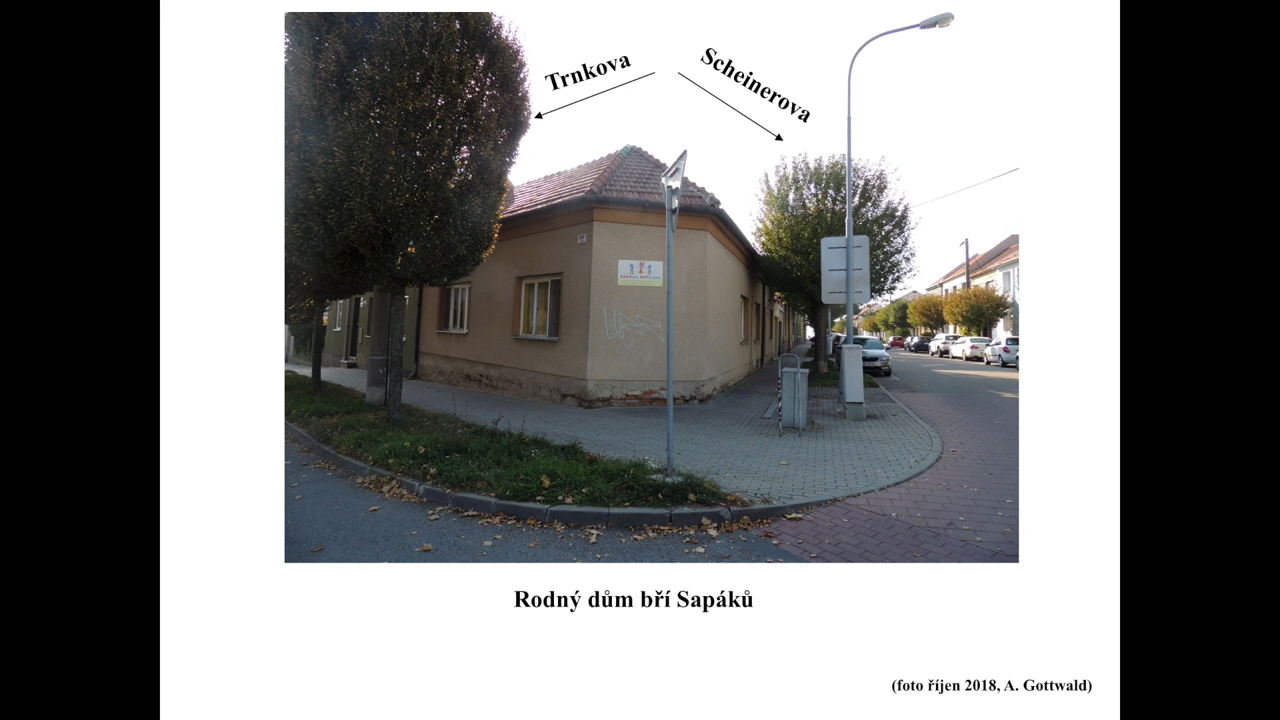 Trnkova
Scheinerova
Rodný dům bří Sapáků
(foto říjen 2018, A. Gottwald)